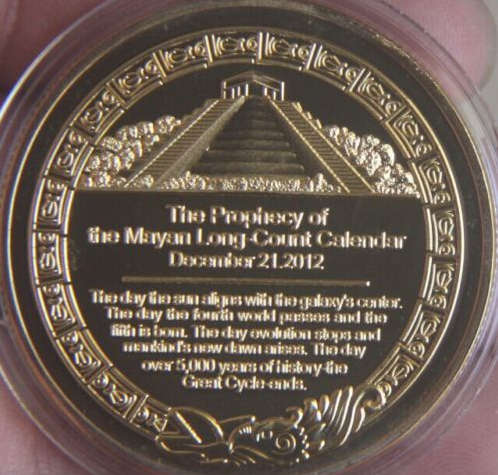 The Prophecy of
the Mayan Long-Count Calendar
December 21.2012
The day the sun aligns with the galaxy's center.
The day the fourth world passes and the
fifth is born. The day evolution stops and
mankind's new dawn arises. The day
over 5,000 years of history-the
Great Cycle-ends.